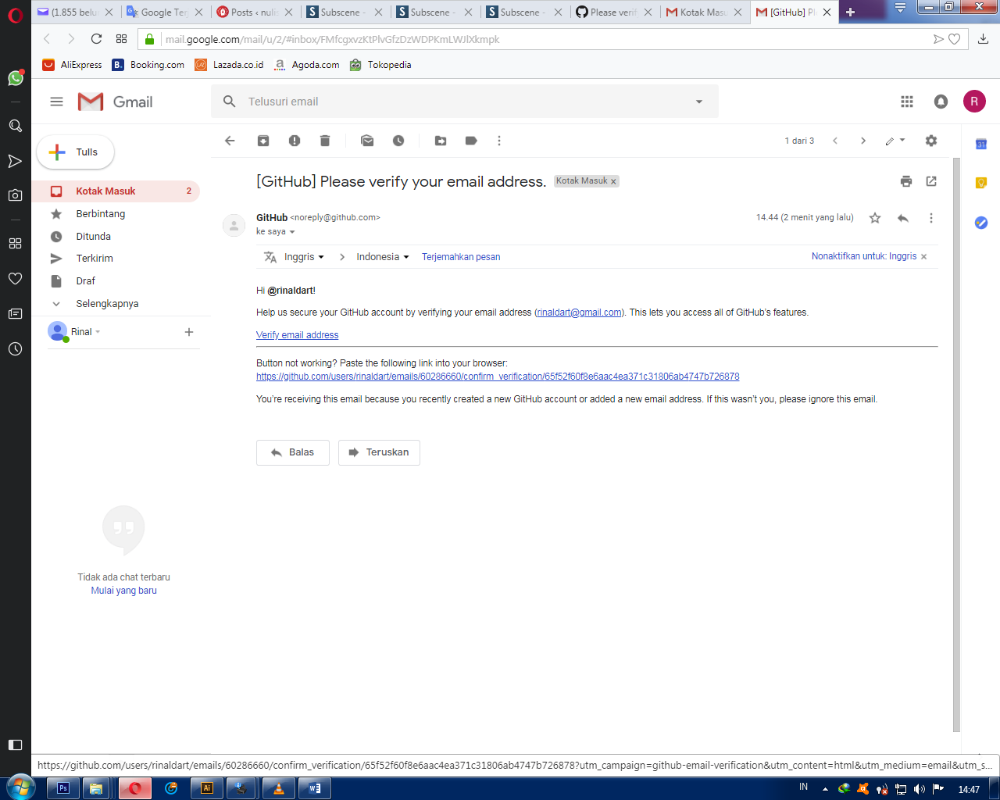 (1.855 belu
Google Ter
Posts ‹ nulis
Subscene -
Subscene -
Subscene -
Please verif
Kotak Masu
[GitHub] Pl
mail.google.com/mail/u/2/#inbox/FMfcgxvzKtPlvGfzDzWDPKmLWJlXkmpk
AliExpress
Booking.com
Lazada.co.id
Agoda.com
Tokopedia
Gmail
Telusuri email
R
Tulls
1 dari 3
Kotak Masuk 2
Berbintang
Ditunda
Terkirim
Draf
Selengkapnya
Rinal
[GitHub] Please verify your email address. Kotak Masuk x
GitHub <noreply@github.com>
14.44 (2 menit yang lalu)
ke saya
Inggris > Indonesia Terjemahkan pesan
Nonaktifkan untuk: Inggris x
Hi @rinaldart!
Help us secure your GitHub account by verifying your email address (rinaldart@gmail.com). This lets you access all of GitHub's features.
Verify email address
Button not working? Paste the following link into your browser:
https://github.com/users/rinaldart/emails/60286660/confirm_verification/65f52f60f8e6aac4ea371c31806ab4747b726878
You're receiving this email because you recently created a new GitHub account or added a new email address. If this wasn't you, please ignore this email.
Balas
Teruskan
Tidak ada chat terbaru
Mulai yang baru
https://github.com/users/rinaldart/emails/60286660/confirm_verification/65f52f60f8e6aac4ea371c31806ab4747b726878?utm_campaign=github-email-verification&utm_content=html&utm_medium=email&utm_s...
Ps
Ai
W
IN
14:47